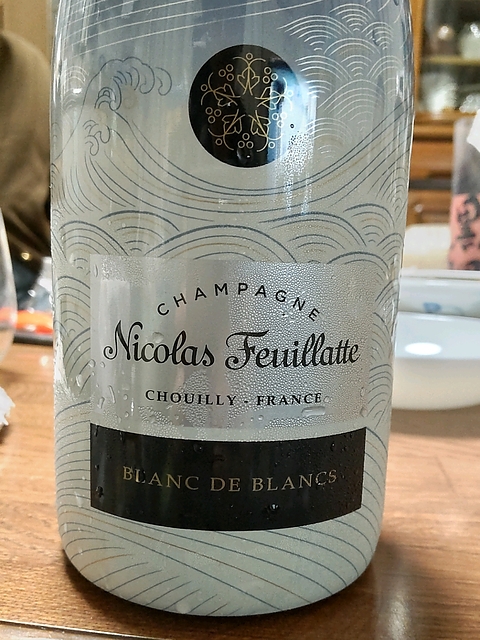 CHAMPAGNE
Nicolas Feuillatte
CHOUILLY - FRANCE
BLANC DE BLANCS